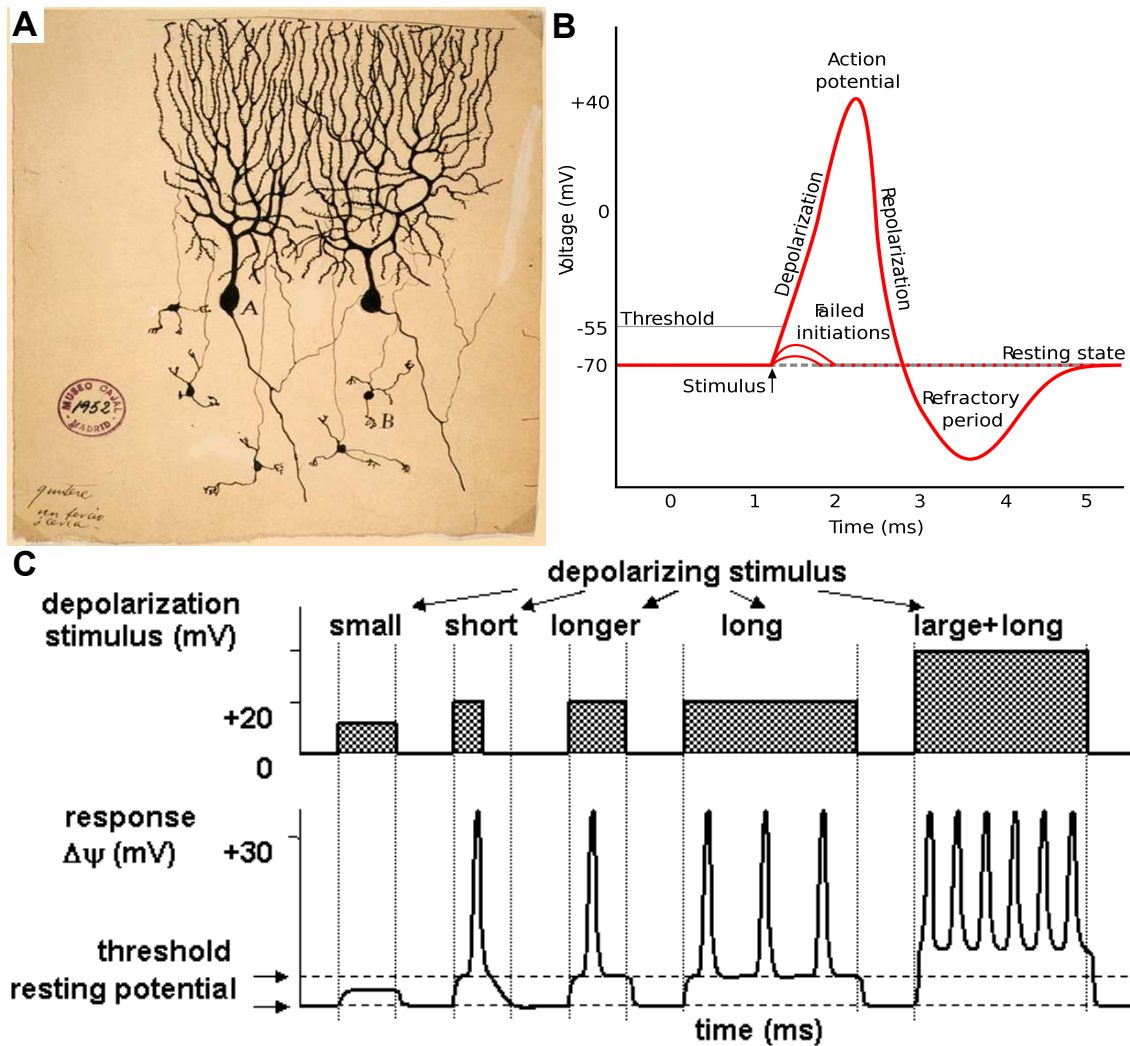 A
A
B
MUSEO CAJAL
1952
MADRID
B
Action
potential
+40
0
-55
-70
Voltage (mV)
Depolarization
Repolarization
Threshold
Failed
initiations
Resting state
Stimulus
Refractory
period
0
1
2
3
4
5
Time (ms)
C
depolarizing stimulus
depolarization
stimulus (mV)
small
short
longer
long
large+long
+20
0
response
Δψ (mV)
+30
threshold
resting potential
time (ms)